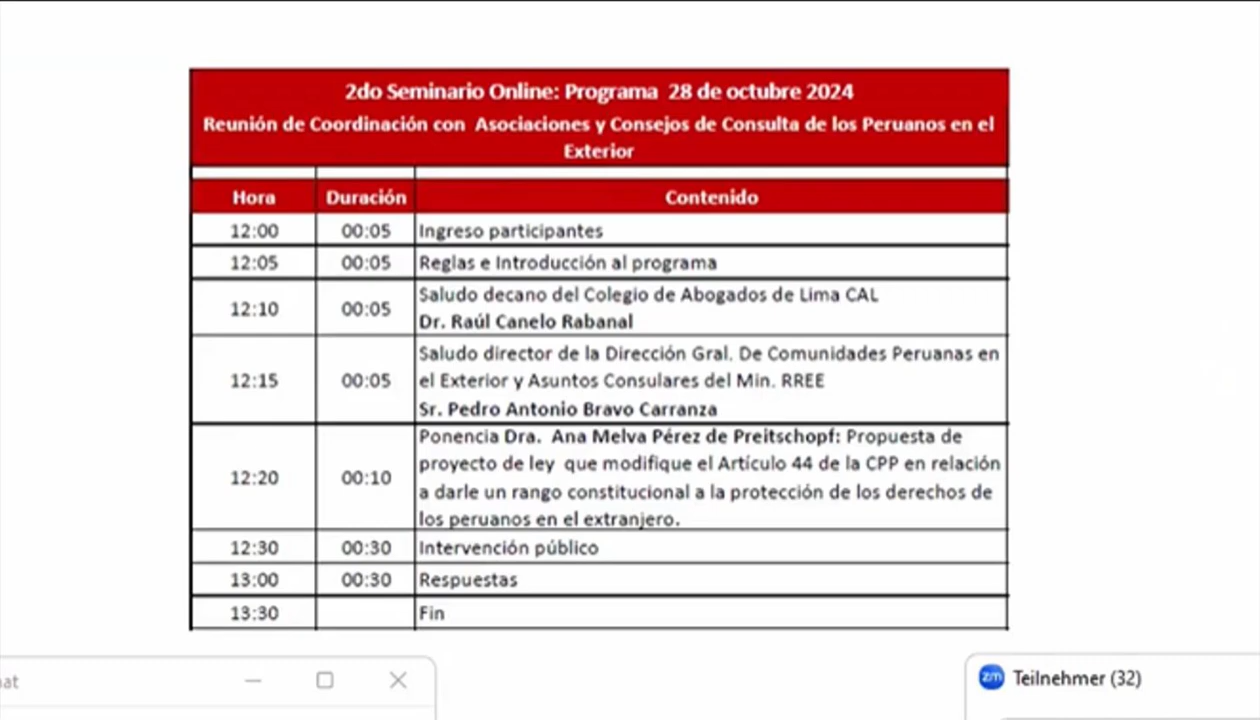 2do Seminario Online: Programa 28 de octubre 2024
Reunión de Coordinación con Asociaciones y Consejos de Consulta de los Peruanos en el
Exterior
Hora Duración Contenido
12:00 00:05 Ingreso participantes
12:05 00:05 Reglas e Introducción al programa
12:10 00:05 Saludo decano del Colegio de Abogados de Lima CAL
Dr. Raúl Canelo Rabanal
12:15 00:05 Saludo director de la Dirección Gral. De Comunidades Peruanas en
el Exterior y Asuntos Consulares del Min. RREE
Sr. Pedro Antonio Bravo Carranza
12:20 00:10 Ponencia Dra. Ana Melva Pérez de Preitschopf: Propuesta de
proyecto de ley que modifique el Artículo 44 de la CPP en relación
a darle un rango constitucional a la protección de los derechos de
los peruanos en el extranjero.
12:30 00:30 Intervención público
13:00 00:30 Respuestas
13:30 Fin
zm Teilnehmer (32)